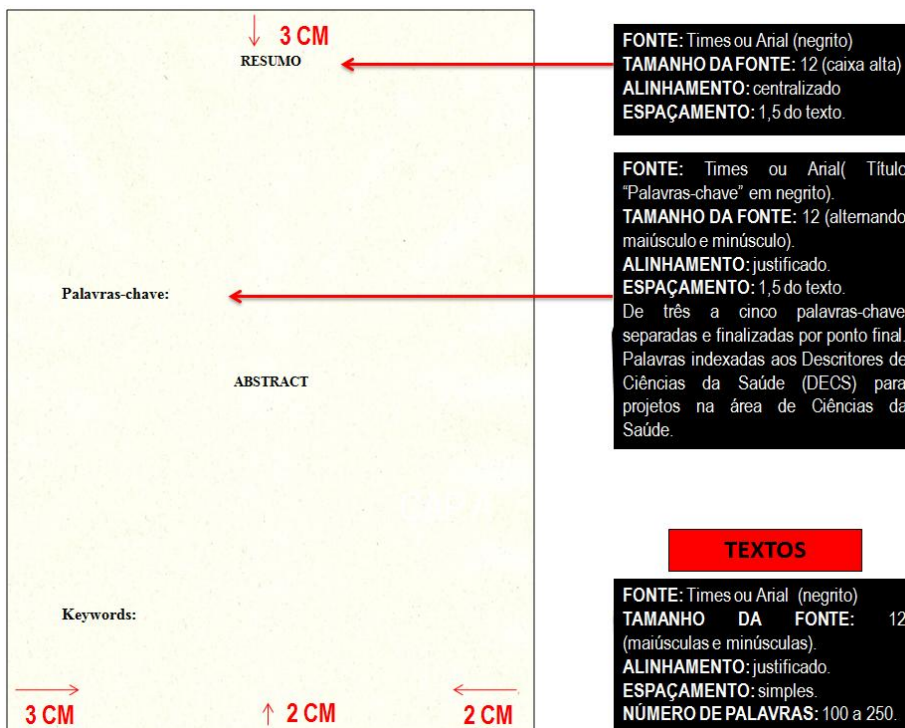 3 CM
RESUMO
FONTE: Times ou Arial (negrito)
TAMANHO DA FONTE: 12 (caixa alta)
ALINHAMENTO: centralizado
ESPAÇAMENTO: 1,5 do texto.
FONTE: Times ou Arial( Título
"Palavras-chave" em negrito).
TAMANHO DA FONTE: 12 (alternando
maiúsculo e minúsculo).
ALINHAMENTO: justificado.
ESPAÇAMENTO: 1,5 do texto.
De três a cinco palavras-chave
separadas e finalizadas por ponto final.
Palavras indexadas aos Descritores de
Ciências da Saúde (DECS) para
projetos na área de Ciências da
Saúde.
Palavras-chave:
ABSTRACT
TEXTOS
FONTE: Times ou Arial (negrito)
TAMANHO DA FONTE: 12
(maiúsculas e minúsculas).
ALINHAMENTO: justificado.
ESPAÇAMENTO: simples.
NÚMERO DE PALAVRAS: 100 a 250.
Keywords:
3 CM
2 CM
2 CM